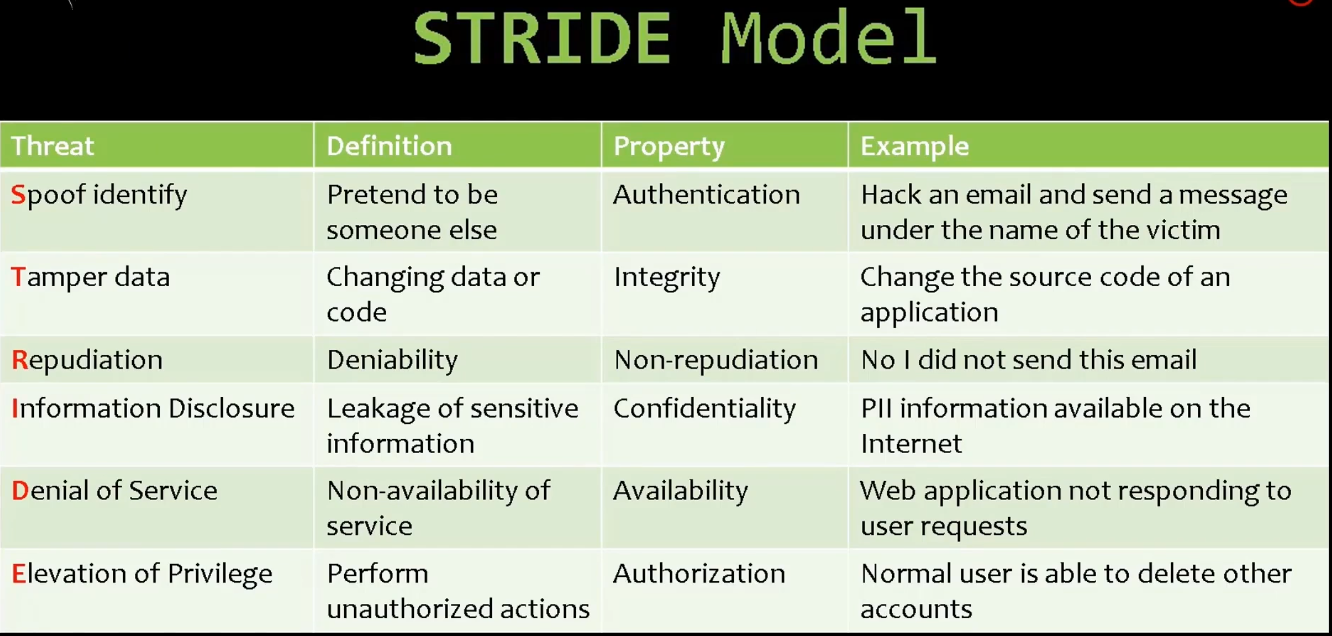 STRIDE Model
Threat Definition Property Example
Spoof identify
Pretend to be
someone else
Authentication
Hack an email and send a message
under the name of the victim
Tamper data
Changing data or
code
Integrity
Change the source code of an
application
Repudiation
Deniability
Non-repudiation
No I did not send this email
Information Disclosure
Leakage of sensitive
information
Confidentiality
PII information available on the
Internet
Denial of Service
Non-availability of
service
Availability
Web application not responding to
user requests
Elevation of Privilege
Perform
unauthorized actions
Authorization
Normal user is able to delete other
accounts